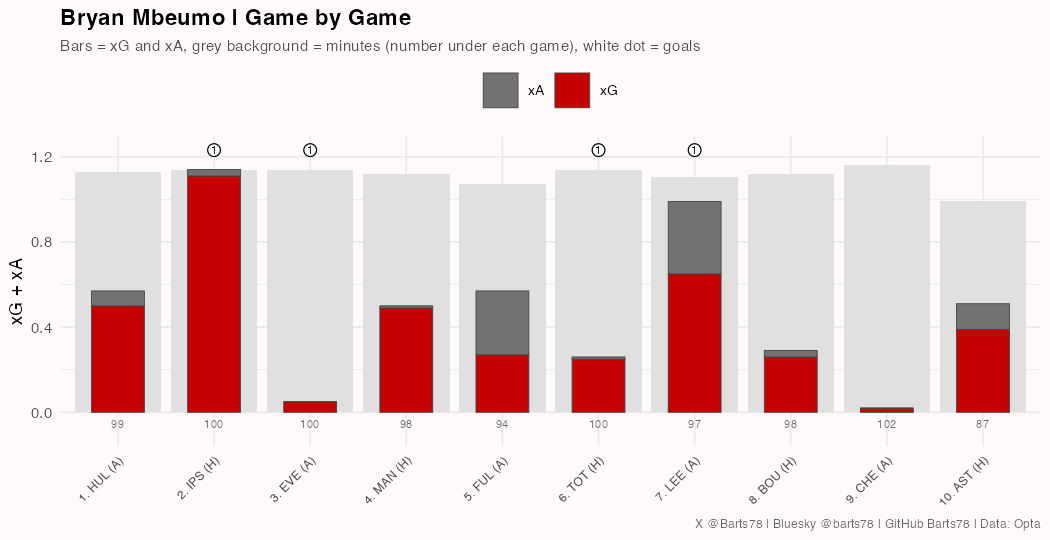 Bryan Mbeumo | Game by Game
Bars = xG and xA, grey background = minutes (number under each game), white dot = goals
xA xG
xG + xA
1.2
0.8
0.4
0.0
1 1 1 1
99 100 100 98 94 100 97 98 102 87
1. HUL (A)
2. IPS (H)
3. EVE (A)
4. MAN (H)
5. FUL (A)
6. TOT (H)
7. LEE (A)
8. BOU (H)
9. CHE (A)
10. AST (H)
X @Barts78 | Bluesky @barts78 | GitHub Barts78 | Data: Opta